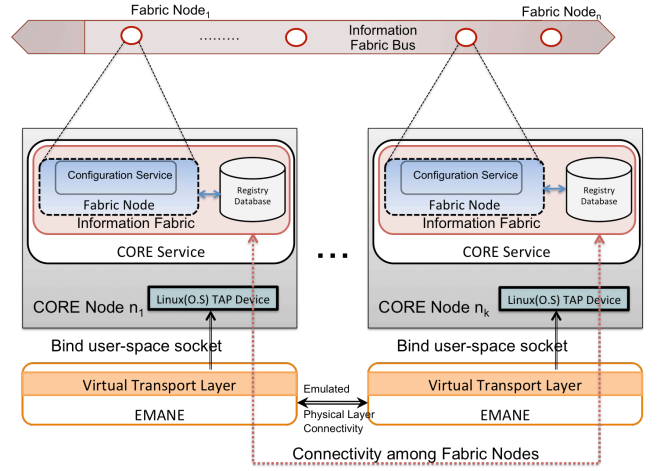 Fabric Node1
Fabric Noden
.........
Information
Fabric Bus
Configuration Service
Fabric Node
Registry
Database
Information Fabric
CORE Service
Linux(O.S) TAP Device
CORE Node n1
...
Configuration Service
Fabric Node
Registry
Database
Information Fabric
CORE Service
Linux(O.S) TAP Device
CORE Node nk
Bind user-space socket
Bind user-space socket
Virtual Transport Layer
EMANE
Emulated
Physical Layer
Connectivity
Virtual Transport Layer
EMANE
Connectivity among Fabric Nodes